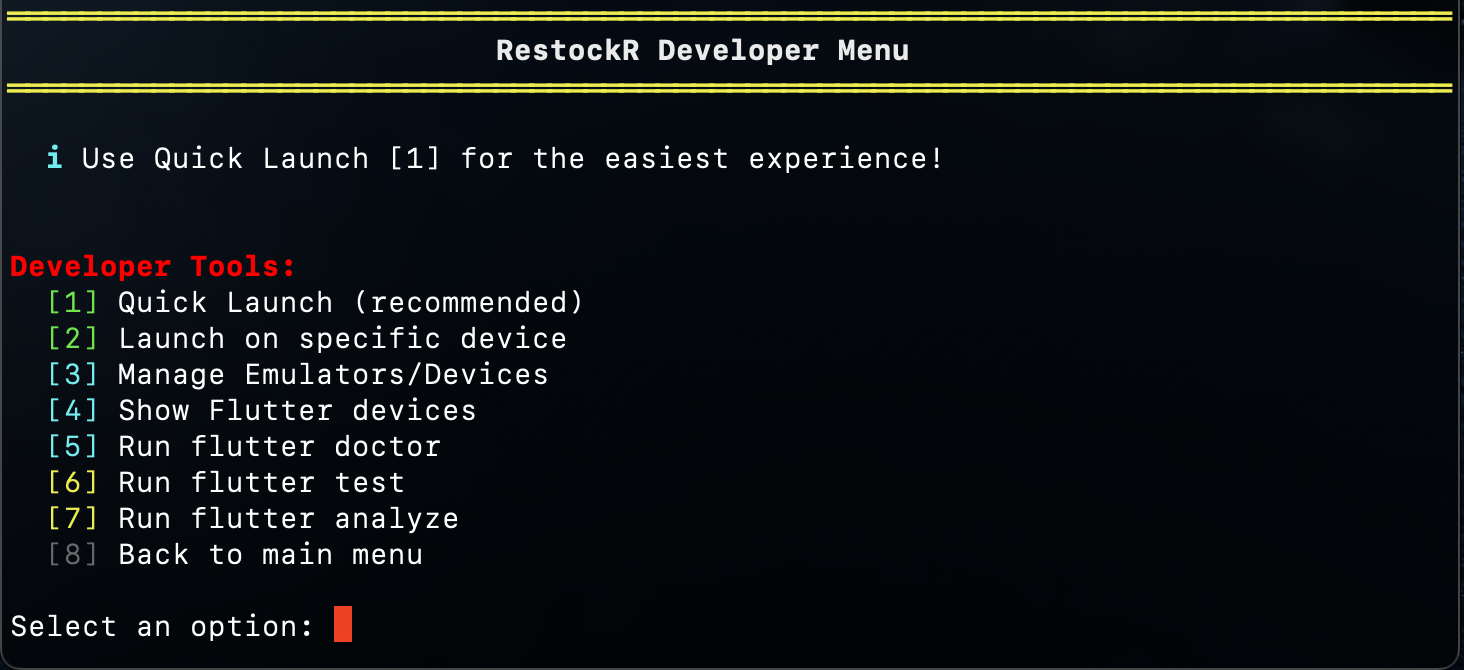 RestockR Developer Menu
i Use Quick Launch [1] for the easiest experience!
Developer Tools:
[1] Quick Launch (recommended)
[2] Launch on specific device
[3] Manage Emulators/Devices
[4] Show Flutter devices
[5] Run flutter doctor
[6] Run flutter test
[7] Run flutter analyze
[8] Back to main menu
Select an option: